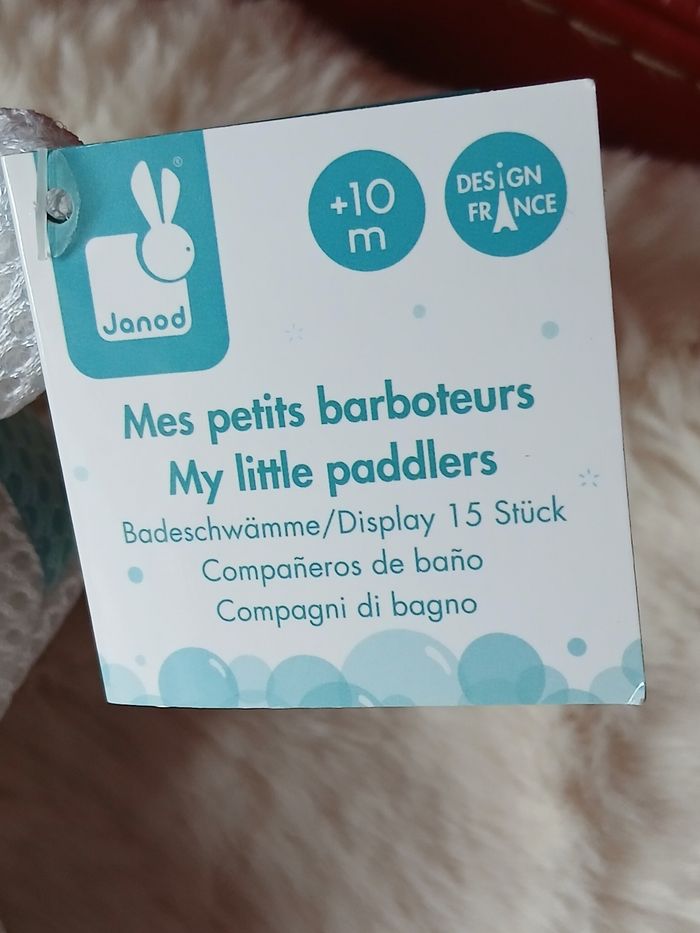 ®
Janod
+10
m
DESIGN
FRANCE
Mes petits barboteurs
My little paddlers
Badeschwämme/Display 15 Stück
Compañeros de baño
Compagni di bagno